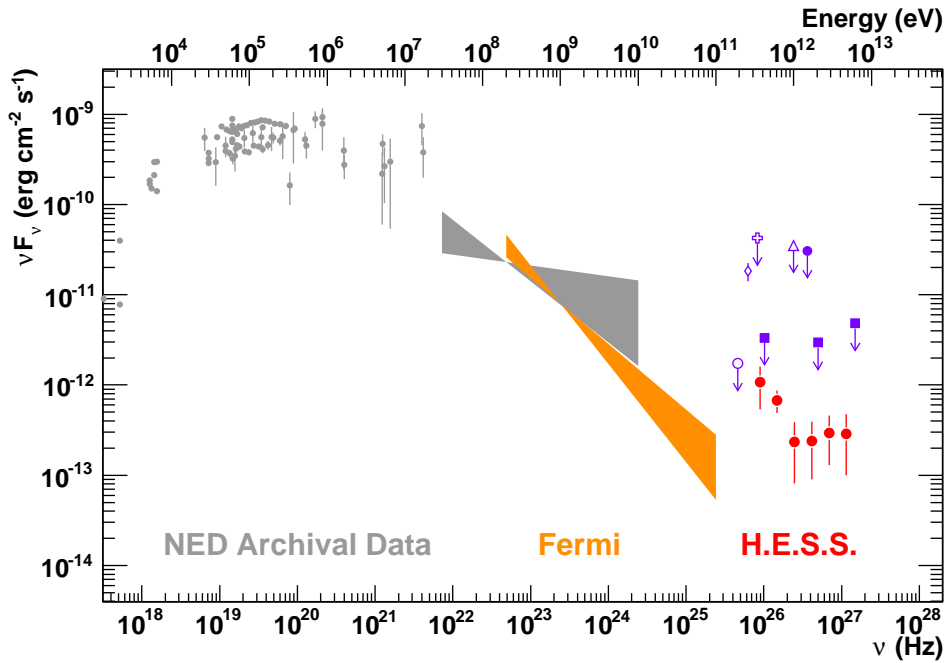 Energy (eV)
10^4 10^5 10^6 10^7 10^8 10^9 10^10 10^11 10^12 10^13
νF_ν (erg cm^-2 s^-1)
10^-9
10^-10
10^-11
10^-12
10^-13
10^-14
NED Archival Data Fermi H.E.S.S.
10^18 10^19 10^20 10^21 10^22 10^23 10^24 10^25 10^26 10^27 10^28
ν (Hz)